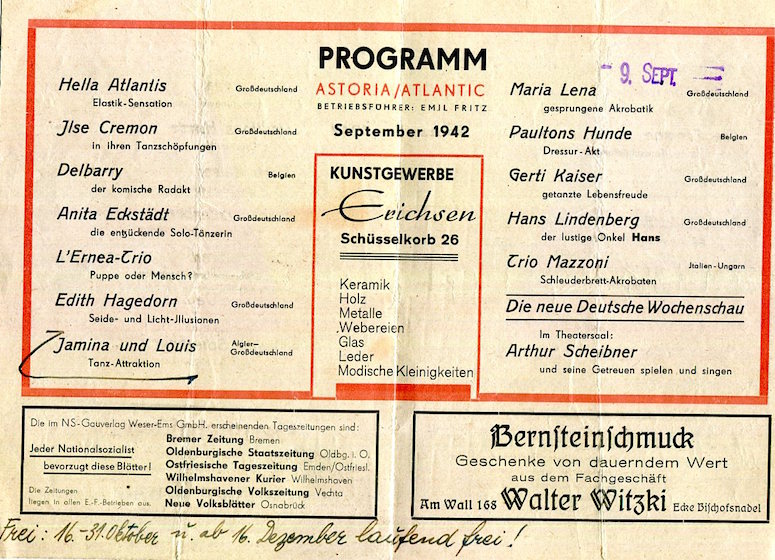 PROGRAMM
ASTORIA/ATLANTIC
BETRIEBSFÜHRER: EMIL FRITZ
September 1942
- 9. SEPT.
Hella Atlantis Großdeutschland
Elastik-Sensation
Jlse Cremon Großdeutschland
in ihren Tanzschöpfungen
Delbarry Belgien
der komische Radakt
Anita Eckstädt Großdeutschland
die entzückende Solo-Tänzerin
L'Ernea-Trio
Puppe oder Mensch?
Edith Hagedorn Großdeutschland
Seide- und Licht-Jllusionen
Jamina und Louis Algier-Großdeutschland
Tanz-Attraktion
KUNSTGEWERBE
Erichsen
Schüsselkorb 26
Keramik
Holz
Metalle
Webereien
Glas
Leder
Modische Kleinigkeiten
Maria Lena Großdeutschland
gesprungene Akrobatik
Paultons Hunde Belgien
Dressur-Akt
Gerti Kaiser Großdeutschland
getanzte Lebensfreude
Hans Lindenberg Großdeutschland
der lustige Onkel Hans
Trio Mazzoni Jtalien-Ungarn
Schleuderbrett-Akrobaten
Die neue Deutsche Wochenschau
Im Theatersaal:
Arthur Scheibner
und seine Getreuen spielen und singen
Die im NS-Gauverlag Weser-Ems GmbH. erscheinenden Tageszeitungen sind:
Jeder Nationalsozialist
bevorzugt diese Blätter!
Die Zeitungen
liegen in allen E.-F.-Betrieben aus.
Bremer Zeitung Bremen
Oldenburgische Staatszeitung Oldbg. i. O.
Ostfriesische Tageszeitung Emden/Ostfriesl.
Wilhelmshavener Kurier Wilhelmshaven
Oldenburgische Volkszeitung Vechta
Neue Volksblätter Osnabrück
Bernsteinschmuck
Geschenke von dauerndem Wert
aus dem Fachgeschäft
Am Wall 168 Walter Witzki Ecke Bischofsnadel
Frei: 16.-31. Oktober u. ab 16. Dezember laufend frei!